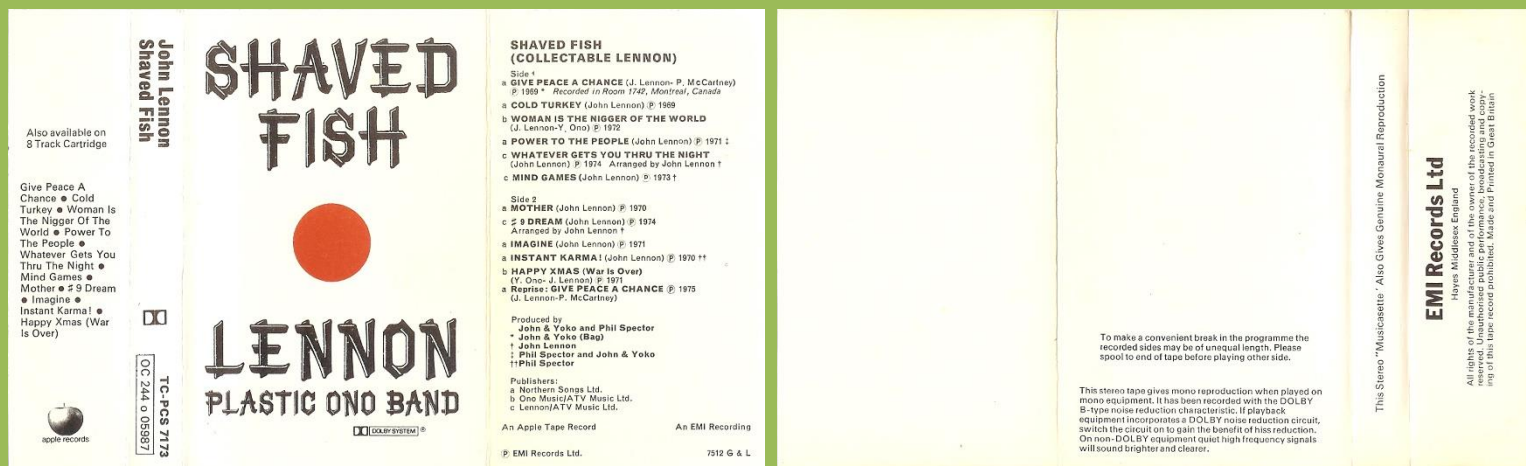 Also available on
8 Track Cartridge
Give Peace A
Chance ● Cold
Turkey ● Woman Is
The Nigger Of The
World ● Power To
The People ●
Whatever Gets You
Thru The Night ●
Mind Games ●
Mother ● ♯ 9 Dream
● Imagine ●
Instant Karma! ●
Happy Xmas (War
Is Over)
apple records
John Lennon
Shaved Fish
TC-PCS 7173
OC 244 o 05987
SHAVED
FISH
LENNON
PLASTIC ONO BAND
DOLBY SYSTEM ®
SHAVED FISH
(COLLECTABLE LENNON)
Side 1
a GIVE PEACE A CHANCE (J. Lennon- P. McCartney)
Ⓟ 1969 * Recorded in Room 1742, Montreal, Canada
a COLD TURKEY (John Lennon) Ⓟ 1969
b WOMAN IS THE NIGGER OF THE WORLD
(J. Lennon-Y. Ono) Ⓟ 1972
a POWER TO THE PEOPLE (John Lennon) Ⓟ 1971 ‡
c WHATEVER GETS YOU THRU THE NIGHT
(John Lennon) Ⓟ 1974 Arranged by John Lennon †
c MIND GAMES (John Lennon) Ⓟ 1973 †
Side 2
a MOTHER (John Lennon) Ⓟ 1970
c ♯ 9 DREAM (John Lennon) Ⓟ 1974
Arranged by John Lennon †
a IMAGINE (John Lennon) Ⓟ 1971
a INSTANT KARMA! (John Lennon) Ⓟ 1970 ††
b HAPPY XMAS (War Is Over)
(Y. Ono- J. Lennon) Ⓟ 1971
a Reprise: GIVE PEACE A CHANCE Ⓟ 1975
(J. Lennon-P. McCartney)
Produced by
John & Yoko and Phil Spector
* John & Yoko (Bag)
† John Lennon
‡ Phil Spector and John & Yoko
††Phil Spector
Publishers:
a Northern Songs Ltd.
b Ono Music/ATV Music Ltd.
c Lennon/ATV Music Ltd.
An Apple Tape Record An EMI Recording
Ⓟ EMI Records Ltd. 7512 G & L
To make a convenient break in the programme the
recorded sides may be of unequal length. Please
spool to end of tape before playing other side.
This stereo tape gives mono reproduction when played on
mono equipment. It has been recorded with the DOLBY
B-type noise reduction characteristic. If playback
equipment incorporates a DOLBY noise reduction circuit,
switch the circuit on to gain the benefit of hiss reduction.
On non-DOLBY equipment quiet high frequency signals
will sound brighter and clearer.
This Stereo "Musicasette' Also Gives Genuine Monaural Reproduction
EMI Records Ltd
Hayes Middlesex England
All rights of the manufacturer and of the owner of the recorded work
reserved. Unauthorised public performance, broadcasting and copy-
ing of this tape record prohibited. Made and Printed in Great Britain